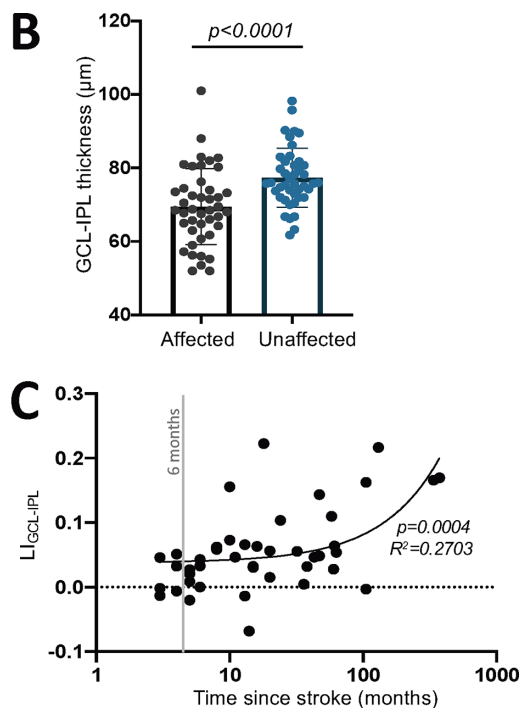 B
p<0.0001
GCL-IPL thickness (μm)
120
100
80
60
40
Affected Unaffected
C
0.3
0.2
0.1
0.0
-0.1
LIGCL-IPL
6 months
p=0.0004
R²=0.2703
1 10 100 1000
Time since stroke (months)